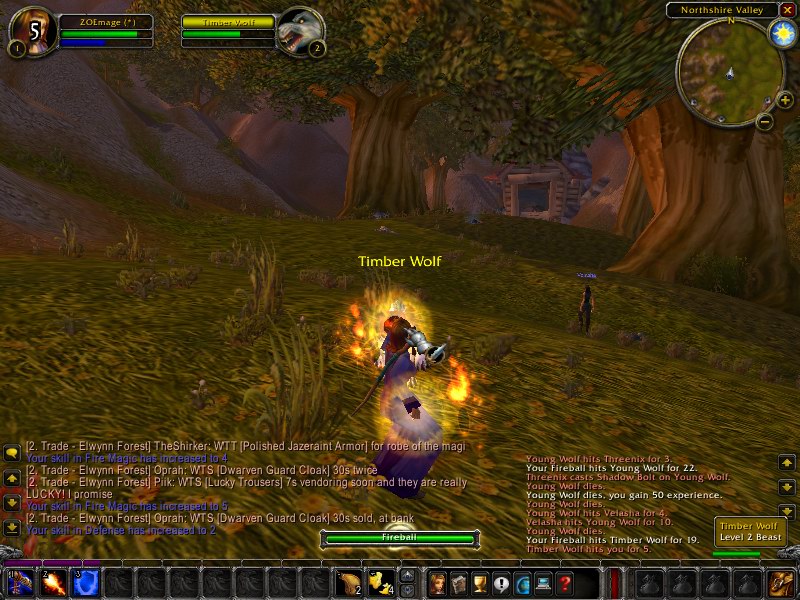 ZOEmage (*)
5
1
Timber Wolf
2
Northshire Valley
N
Timber Wolf
[2. Trade - Elwynn Forest] TheShirker: WTT [Polished Jazeraint Armor] for robe of the magi
Your skill in Fire Magic has increased to 4
[2. Trade - Elwynn Forest] Oprah: WTS [Dwarven Guard Cloak] 30s twice
[2. Trade - Elwynn Forest] Piik: WTS [Lucky Trousers] 7s vendoring soon and they are really
LUCKY! I promise
Your skill in Fire Magic has increased to 5
[2. Trade - Elwynn Forest] Oprah: WTS [Dwarven Guard Cloak] 30s sold, at bank
Your skill in Defense has increased to 2
Young Wolf hits Threenix for 3.
Your Fireball hits Young Wolf for 22.
Threenix casts Shadow Bolt on Young Wolf.
Young Wolf dies.
Young Wolf dies, you gain 50 experience.
Young Wolf dies.
Young Wolf hits Velasha for 4.
Velasha hits Young Wolf for 10.
Young Wolf dies.
Your Fireball hits Timber Wolf for 19.
Timber Wolf hits you for 5.
Timber Wolf
Level 2 Beast
Fireball
1
2
3
2
4